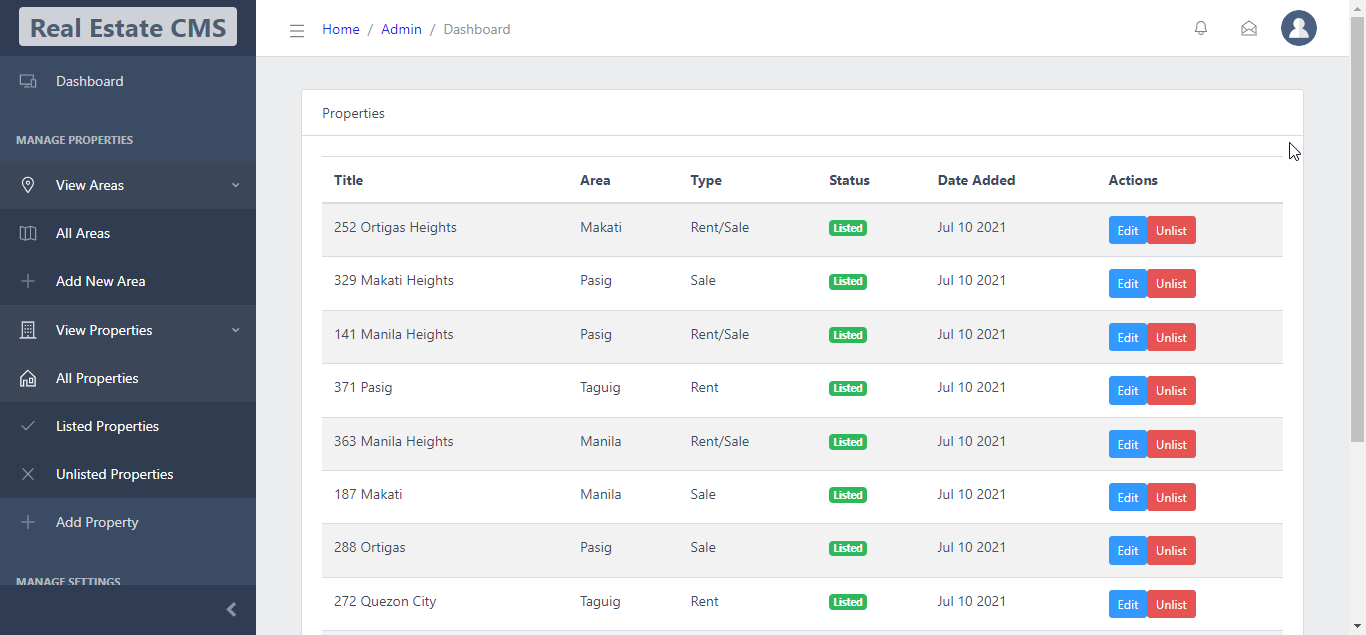 Real Estate CMS
Home / Admin / Dashboard
Dashboard
MANAGE PROPERTIES
View Areas
All Areas
Add New Area
View Properties
All Properties
Listed Properties
Unlisted Properties
Add Property
MANAGE SETTINGS
Properties
Title Area Type Status Date Added Actions
252 Ortigas Heights Makati Rent/Sale Listed Jul 10 2021 Edit Unlist
329 Makati Heights Pasig Sale Listed Jul 10 2021 Edit Unlist
141 Manila Heights Pasig Rent/Sale Listed Jul 10 2021 Edit Unlist
371 Pasig Taguig Rent Listed Jul 10 2021 Edit Unlist
363 Manila Heights Manila Rent/Sale Listed Jul 10 2021 Edit Unlist
187 Makati Manila Sale Listed Jul 10 2021 Edit Unlist
288 Ortigas Pasig Sale Listed Jul 10 2021 Edit Unlist
272 Quezon City Taguig Rent Listed Jul 10 2021 Edit Unlist